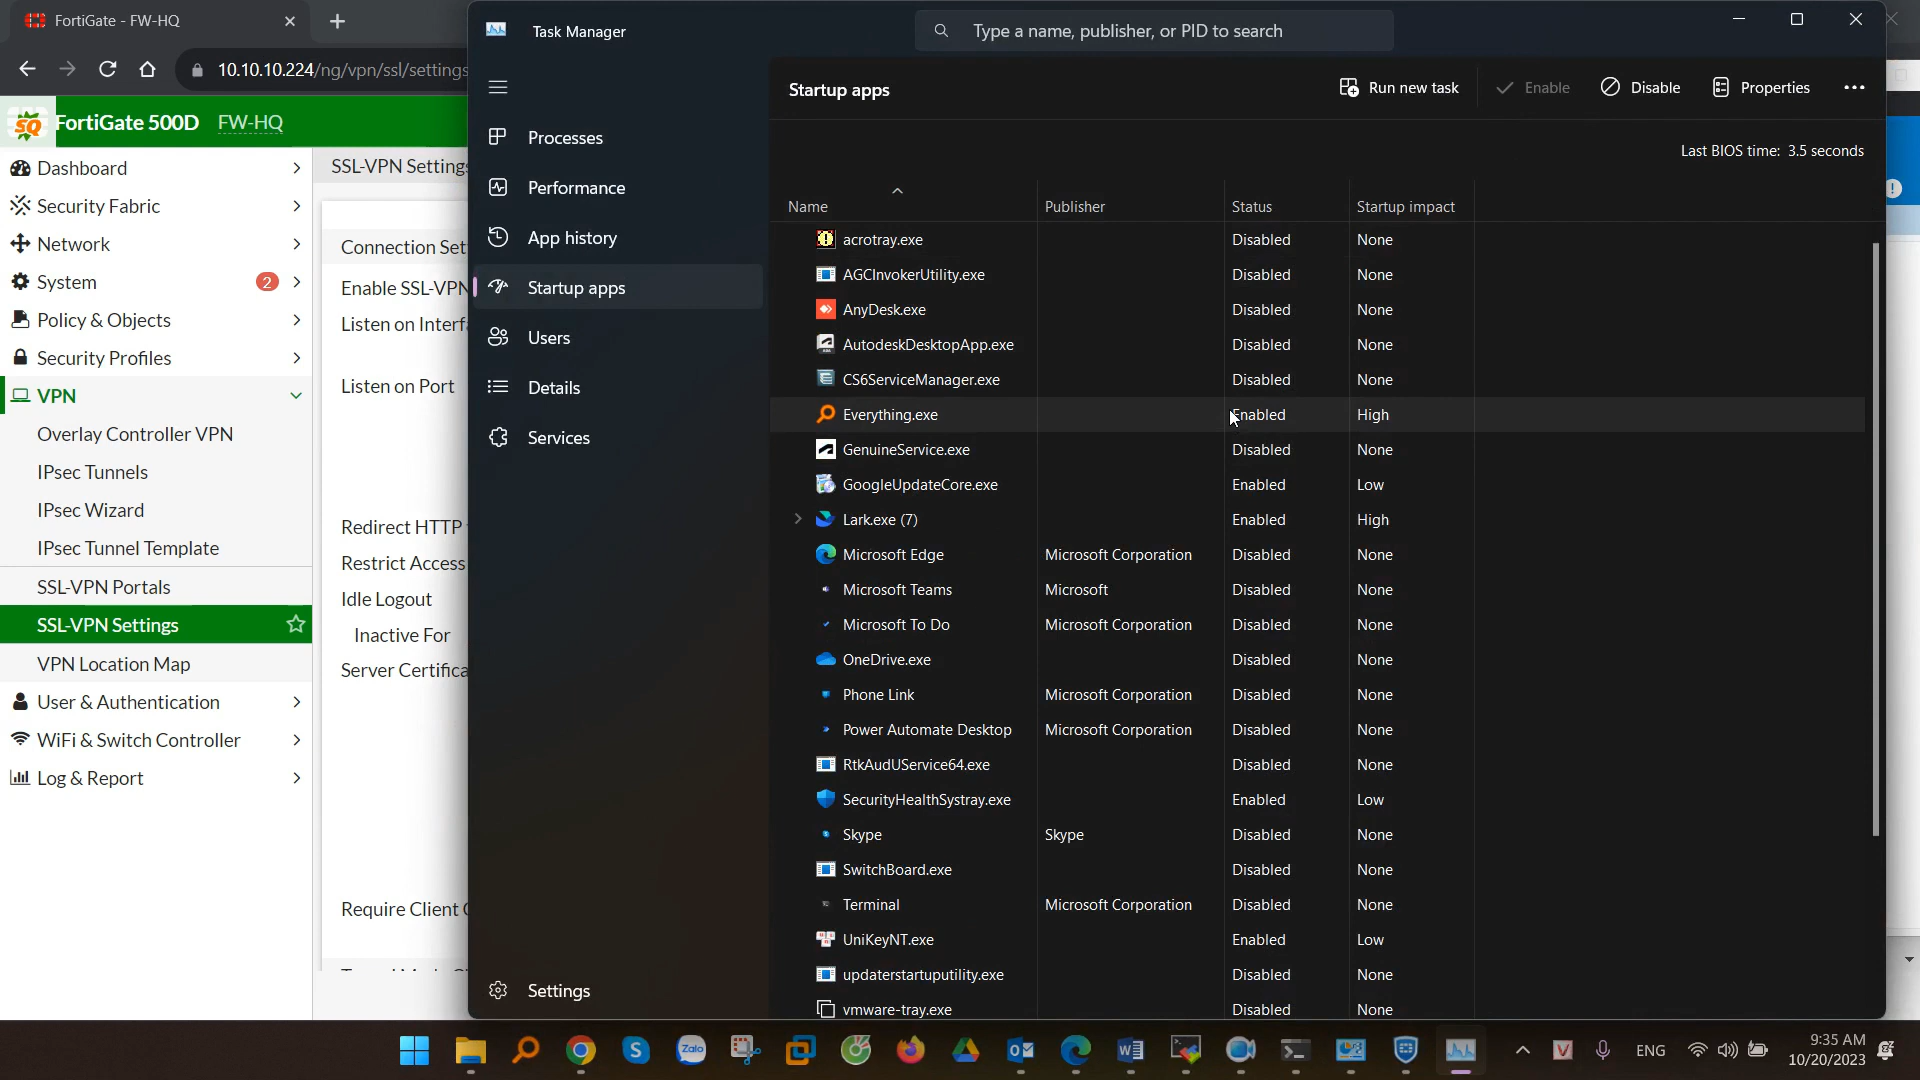 FortiGate - FW-HQ
10.10.10.224/ng/vpn/ssl/settings
FortiGate 500D FW-HQ
Dashboard
Security Fabric
Network
System 2
Policy & Objects
Security Profiles
VPN
Overlay Controller VPN
IPsec Tunnels
IPsec Wizard
IPsec Tunnel Template
SSL-VPN Portals
SSL-VPN Settings
VPN Location Map
User & Authentication
WiFi & Switch Controller
Log & Report
SSL-VPN Settings
Connection Set
Enable SSL-VPN
Listen on Interfa
Listen on Port
Redirect HTTP
Restrict Access
Idle Logout
Inactive For
Server Certifica
Require Client C
Task Manager
Type a name, publisher, or PID to search
Processes
Performance
App history
Startup apps
Users
Details
Services
Settings
Startup apps
Run new task Enable Disable Properties
Last BIOS time: 3.5 seconds
Name Publisher Status Startup impact
acrotray.exe Disabled None
AGCInvokerUtility.exe Disabled None
AnyDesk.exe Disabled None
AutodeskDesktopApp.exe Disabled None
CS6ServiceManager.exe Disabled None
Everything.exe Enabled High
GenuineService.exe Disabled None
GoogleUpdateCore.exe Enabled Low
Lark.exe (7) Enabled High
Microsoft Edge Microsoft Corporation Disabled None
Microsoft Teams Microsoft Disabled None
Microsoft To Do Microsoft Corporation Disabled None
OneDrive.exe Disabled None
Phone Link Microsoft Corporation Disabled None
Power Automate Desktop Microsoft Corporation Disabled None
RtkAudUService64.exe Disabled None
SecurityHealthSystray.exe Enabled Low
Skype Skype Disabled None
SwitchBoard.exe Disabled None
Terminal Microsoft Corporation Disabled None
UniKeyNT.exe Enabled Low
updaterstartuputility.exe Disabled None
vmware-tray.exe Disabled None
Zalo
ENG
9:35 AM
10/20/2023